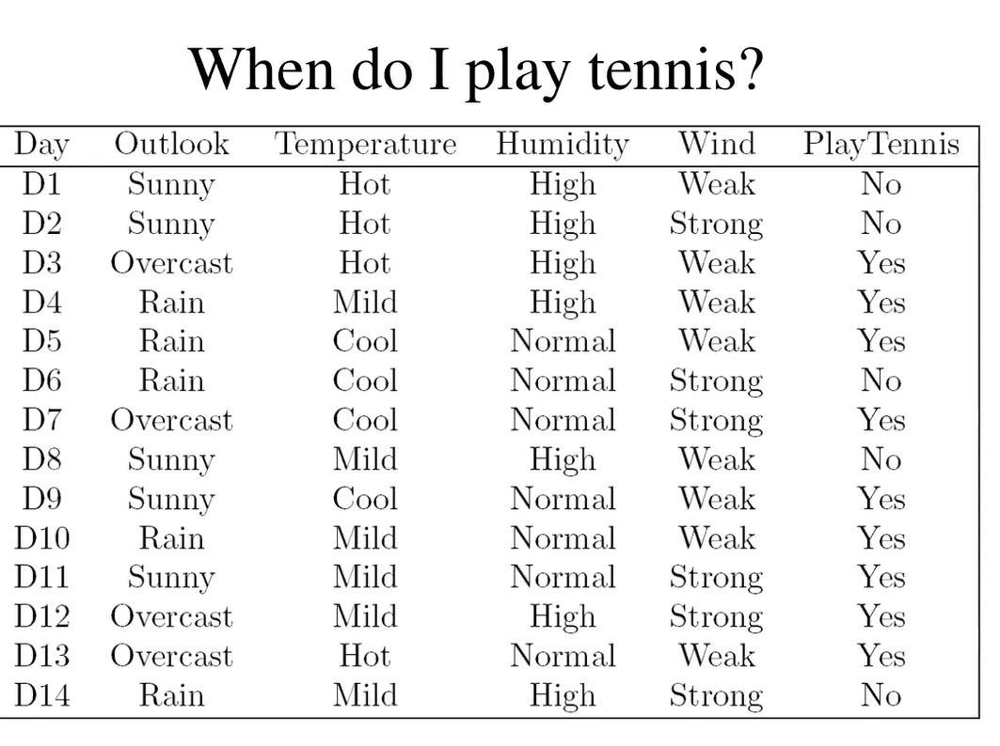 When do I play tennis?
Day Outlook Temperature Humidity Wind PlayTennis
D1 Sunny Hot High Weak No
D2 Sunny Hot High Strong No
D3 Overcast Hot High Weak Yes
D4 Rain Mild High Weak Yes
D5 Rain Cool Normal Weak Yes
D6 Rain Cool Normal Strong No
D7 Overcast Cool Normal Strong Yes
D8 Sunny Mild High Weak No
D9 Sunny Cool Normal Weak Yes
D10 Rain Mild Normal Weak Yes
D11 Sunny Mild Normal Strong Yes
D12 Overcast Mild High Strong Yes
D13 Overcast Hot Normal Weak Yes
D14 Rain Mild High Strong No